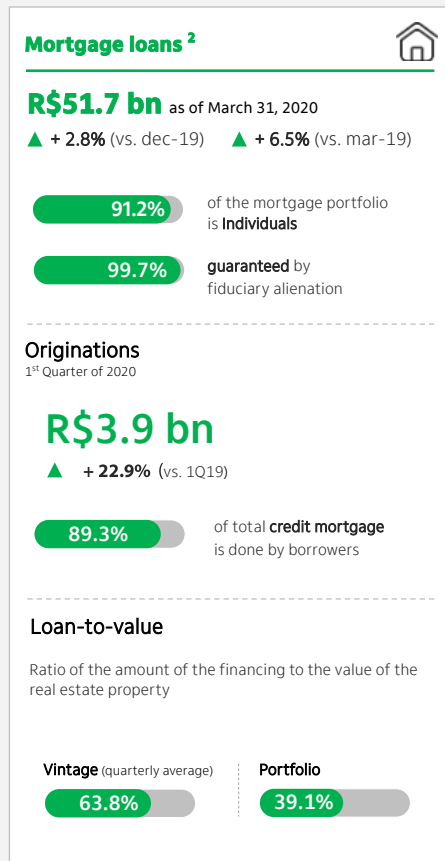 Mortgage loans ²
R$51.7 bn as of March 31, 2020
▲ + 2.8% (vs. dec-19) ▲ + 6.5% (vs. mar-19)
91.2% of the mortgage portfolio
is Individuals
99.7% guaranteed by
fiduciary alienation
Originations
1st Quarter of 2020
R$3.9 bn
▲ + 22.9% (vs. 1Q19)
89.3% of total credit mortgage
is done by borrowers
Loan-to-value
Ratio of the amount of the financing to the value of the
real estate property
Vintage (quarterly average) Portfolio
63.8% 39.1%